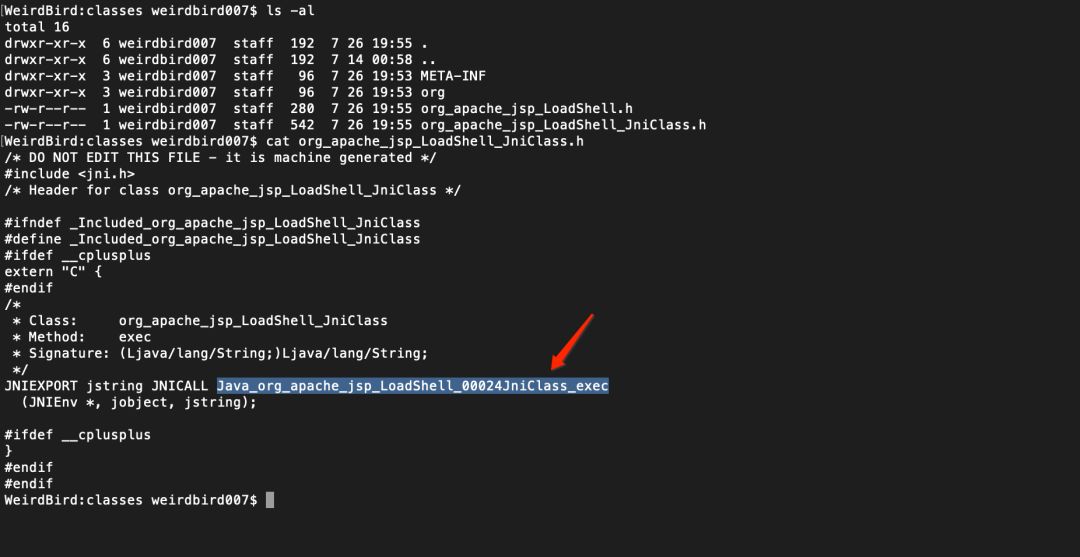 [WeirdBird:classes weirdbird007$ ls -al
total 16
drwxr-xr-x  6 weirdbird007  staff  192  7 26 19:55 .
drwxr-xr-x  6 weirdbird007  staff  192  7 14 00:58 ..
drwxr-xr-x  3 weirdbird007  staff   96  7 26 19:53 META-INF
drwxr-xr-x  3 weirdbird007  staff   96  7 26 19:53 org
-rw-r--r--  1 weirdbird007  staff  280  7 26 19:55 org_apache_jsp_LoadShell.h
-rw-r--r--  1 weirdbird007  staff  542  7 26 19:55 org_apache_jsp_LoadShell_JniClass.h
[WeirdBird:classes weirdbird007$ cat org_apache_jsp_LoadShell_JniClass.h
/* DO NOT EDIT THIS FILE - it is machine generated */
#include <jni.h>
/* Header for class org_apache_jsp_LoadShell_JniClass */

#ifndef _Included_org_apache_jsp_LoadShell_JniClass
#define _Included_org_apache_jsp_LoadShell_JniClass
#ifdef __cplusplus
extern "C" {
#endif
/*
 * Class:     org_apache_jsp_LoadShell_JniClass
 * Method:    exec
 * Signature: (Ljava/lang/String;)Ljava/lang/String;
 */
JNIEXPORT jstring JNICALL Java_org_apache_jsp_LoadShell_00024JniClass_exec
  (JNIEnv *, jobject, jstring);

#ifdef __cplusplus
}
#endif
#endif
WeirdBird:classes weirdbird007$